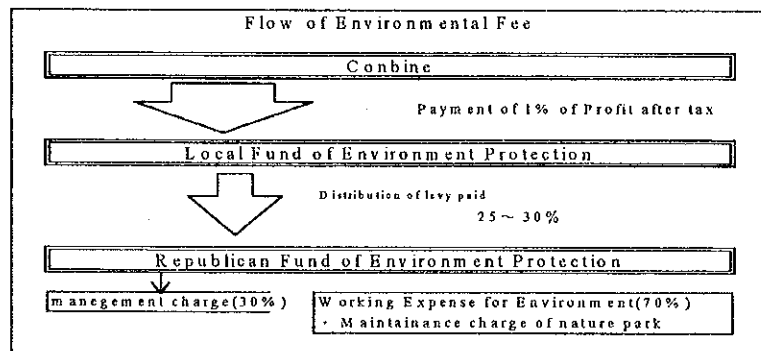 Flow of Environmental Fee
Conbine
Payment of 1% of Profit after tax
Local Fund of Environment Protection
Distribution of levy paid
25～30%
Republican Fund of Environment Protection
manegement charge(30%)
Working Expense for Environment(70%)
・ Maintainance charge of nature park